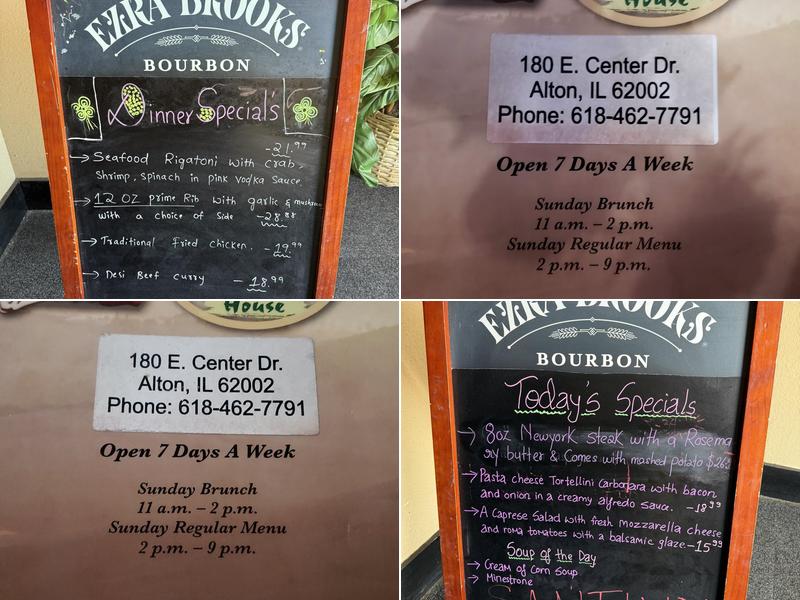 EZRA BROOKS
BOURBON
Dinner Special's
Seafood Rigatoni with crab, -21.99
Shrimp, spinach in pink vodka sauce
12 OZ prime Rib with garlic & mushroom
with a choice of side -28.88
Traditional fried chicken. -19.99
Desi Beef curry -18.99
House
180 E. Center Dr.
Alton, IL 62002
Phone: 618-462-7791
Open 7 Days A Week
Sunday Brunch
11 a.m. – 2 p.m.
Sunday Regular Menu
2 p.m. – 9 p.m.
House
180 E. Center Dr.
Alton, IL 62002
Phone: 618-462-7791
Open 7 Days A Week
Sunday Brunch
11 a.m. – 2 p.m.
Sunday Regular Menu
2 p.m. – 9 p.m.
EZRA BROOKS
BOURBON
Today's Specials
8oz Newyork steak with a Rosema
ry butter & Comes with mashed potato
Pasta cheese Tortellini Carbonara with bacon
and onion in a creamy alfredo sauce. -18.99
A Caprese Salad with fresh mozzarella cheese
and roma tomatoes with a balsamic glaze -15.99
Soup of the Day
Cream of Corn Soup
Minestrone